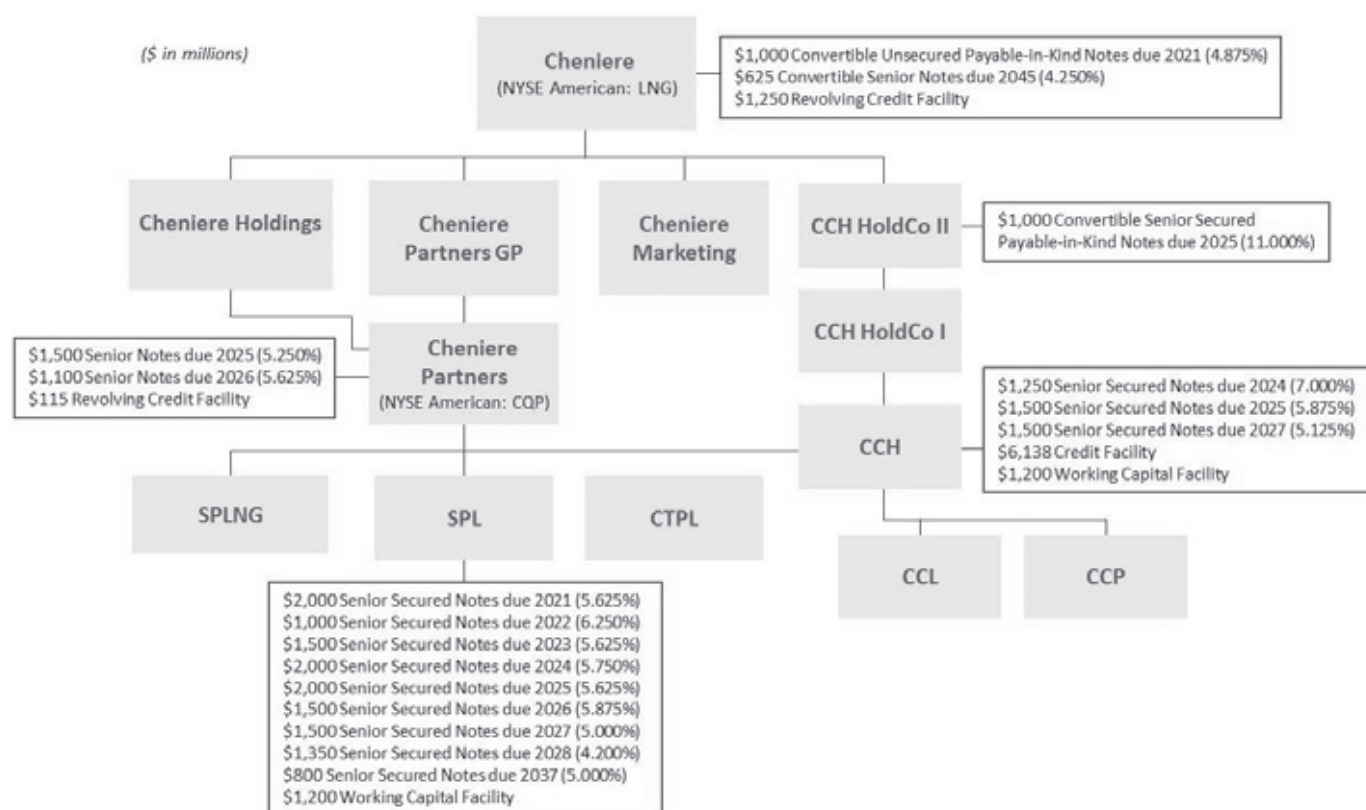 ($ in millions)
Cheniere
(NYSE American: LNG)
$1,000 Convertible Unsecured Payable-in-Kind Notes due 2021 (4.875%)
$625 Convertible Senior Notes due 2045 (4.250%)
$1,250 Revolving Credit Facility
Cheniere Holdings
Cheniere
Partners GP
Cheniere
Marketing
CCH HoldCo II
$1,000 Convertible Senior Secured
Payable-in-Kind Notes due 2025 (11.000%)
CCH HoldCo I
$1,500 Senior Notes due 2025 (5.250%)
$1,100 Senior Notes due 2026 (5.625%)
$115 Revolving Credit Facility
Cheniere
Partners
(NYSE American: CQP)
CCH
$1,250 Senior Secured Notes due 2024 (7.000%)
$1,500 Senior Secured Notes due 2025 (5.875%)
$1,500 Senior Secured Notes due 2027 (5.125%)
$6,138 Credit Facility
$1,200 Working Capital Facility
SPLNG
SPL
CTPL
CCL
CCP
$2,000 Senior Secured Notes due 2021 (5.625%)
$1,000 Senior Secured Notes due 2022 (6.250%)
$1,500 Senior Secured Notes due 2023 (5.625%)
$2,000 Senior Secured Notes due 2024 (5.750%)
$2,000 Senior Secured Notes due 2025 (5.625%)
$1,500 Senior Secured Notes due 2026 (5.875%)
$1,500 Senior Secured Notes due 2027 (5.000%)
$1,350 Senior Secured Notes due 2028 (4.200%)
$800 Senior Secured Notes due 2037 (5.000%)
$1,200 Working Capital Facility